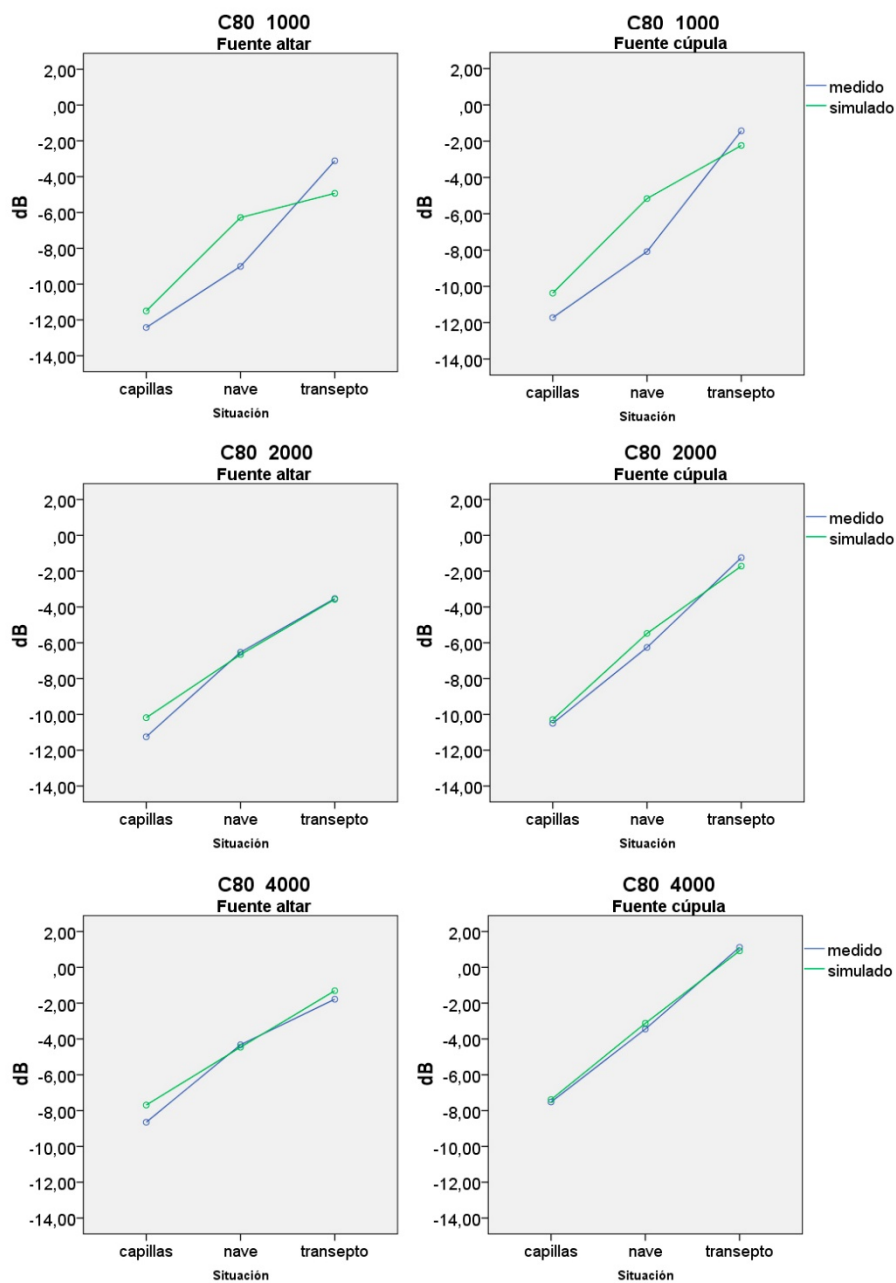 C80 1000
Fuente altar
2,00
,00
-2,00
-4,00
-6,00
-8,00
-10,00
-12,00
-14,00
dB
capillas nave transepto
Situación
C80 1000
Fuente cúpula
2,00
,00
-2,00
-4,00
-6,00
-8,00
-10,00
-12,00
-14,00
dB
capillas nave transepto
Situación
medido
simulado
C80 2000
Fuente altar
2,00
,00
-2,00
-4,00
-6,00
-8,00
-10,00
-12,00
-14,00
dB
capillas nave transepto
Situación
C80 2000
Fuente cúpula
2,00
,00
-2,00
-4,00
-6,00
-8,00
-10,00
-12,00
-14,00
dB
capillas nave transepto
Situación
medido
simulado
C80 4000
Fuente altar
2,00
,00
-2,00
-4,00
-6,00
-8,00
-10,00
-12,00
-14,00
dB
capillas nave transepto
Situación
C80 4000
Fuente cúpula
2,00
,00
-2,00
-4,00
-6,00
-8,00
-10,00
-12,00
-14,00
dB
capillas nave transepto
Situación
medido
simulado